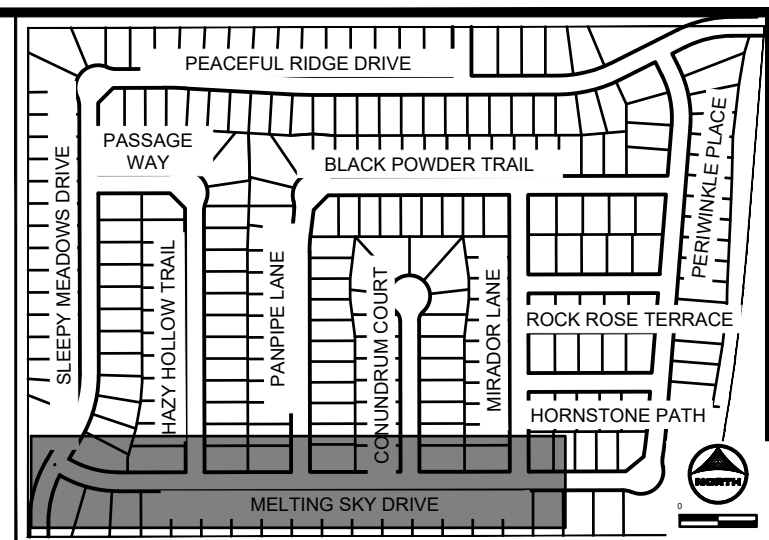 PEACEFUL RIDGE DRIVE
PASSAGE
WAY
BLACK POWDER TRAIL
SLEEPY MEADOWS DRIVE
PERIWINKLE PLACE
HAZY HOLLOW TRAIL
PANPIPE LANE
CONUNDRUM COURT
MIRADOR LANE
ROCK ROSE TERRACE
HORNSTONE PATH
MELTING SKY DRIVE
NORTH
0